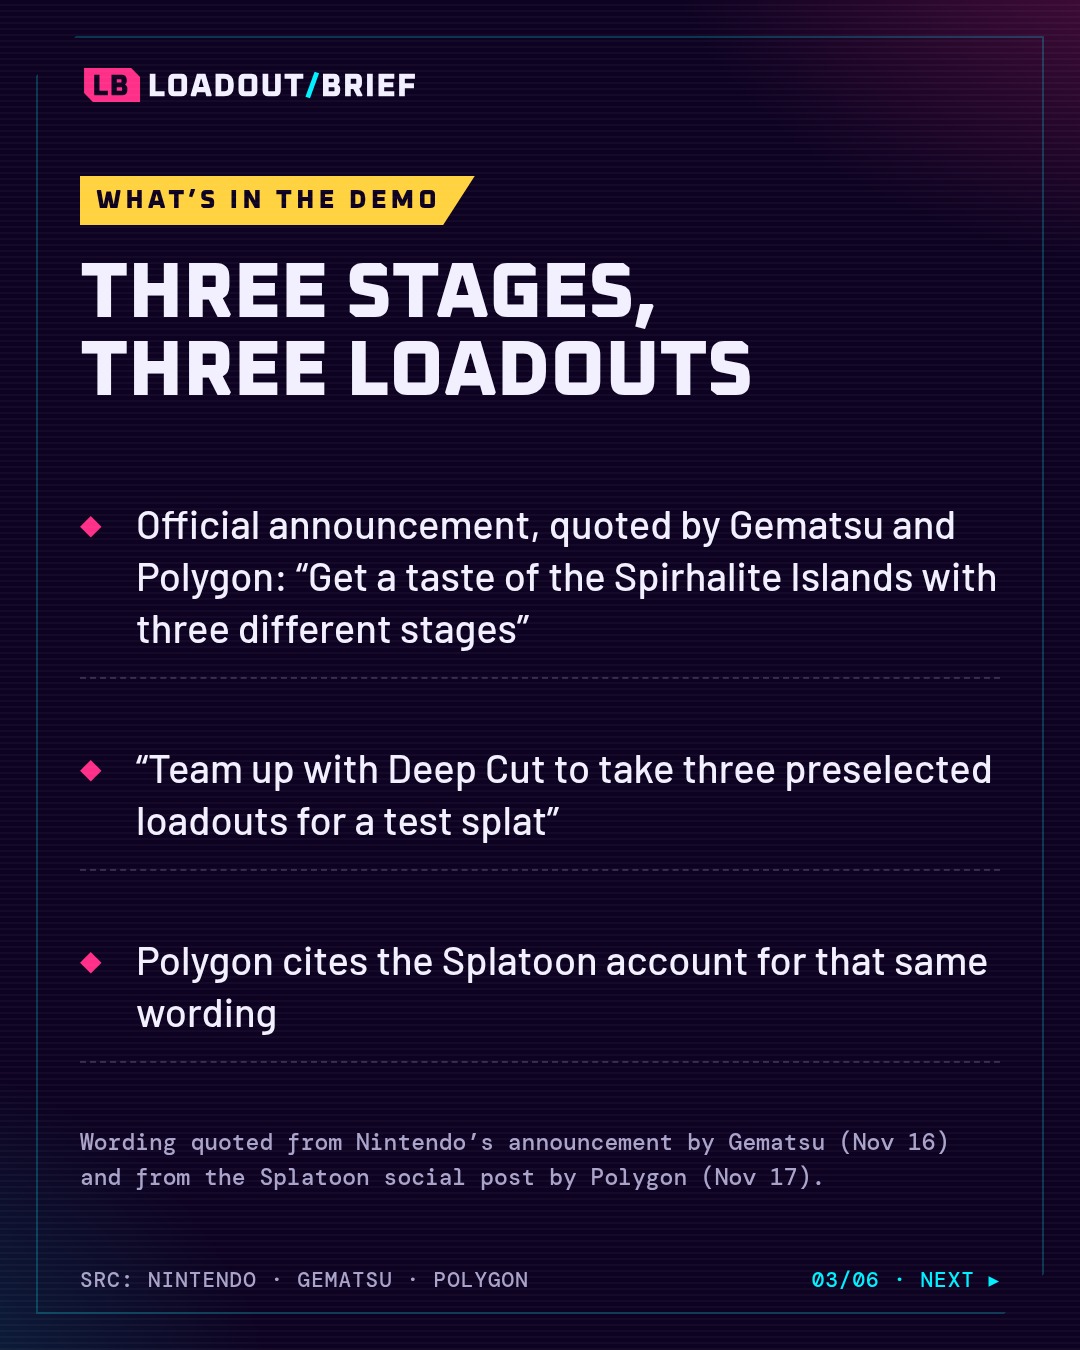 LB LOADOUT/BRIEF
WHAT’S IN THE DEMO
THREE STAGES,
THREE LOADOUTS
Official announcement, quoted by Gematsu and
Polygon: “Get a taste of the Spirhalite Islands with
three different stages”
“Team up with Deep Cut to take three preselected
loadouts for a test splat”
Polygon cites the Splatoon account for that same
wording
Wording quoted from Nintendo’s announcement by Gematsu (Nov 16)
and from the Splatoon social post by Polygon (Nov 17).
SRC: NINTENDO · GEMATSU · POLYGON
03/06 · NEXT ▸